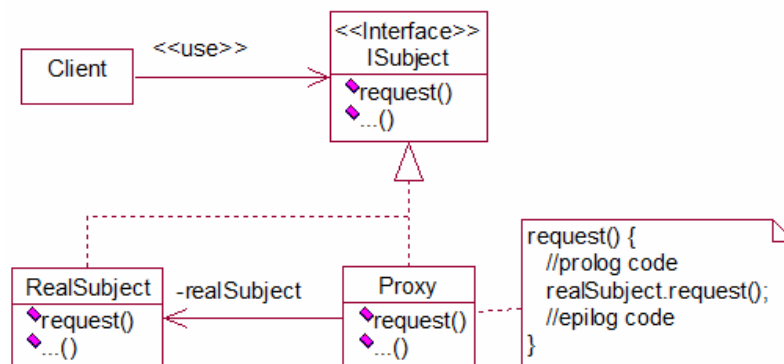 <<Interface>>
<<use>>
ISubject
Client
request()
...()
RealSubject
-realSubject
Proxy
request()
...()
request()
...()
request() {
//prolog code
realSubject.request();
//epilog code
}